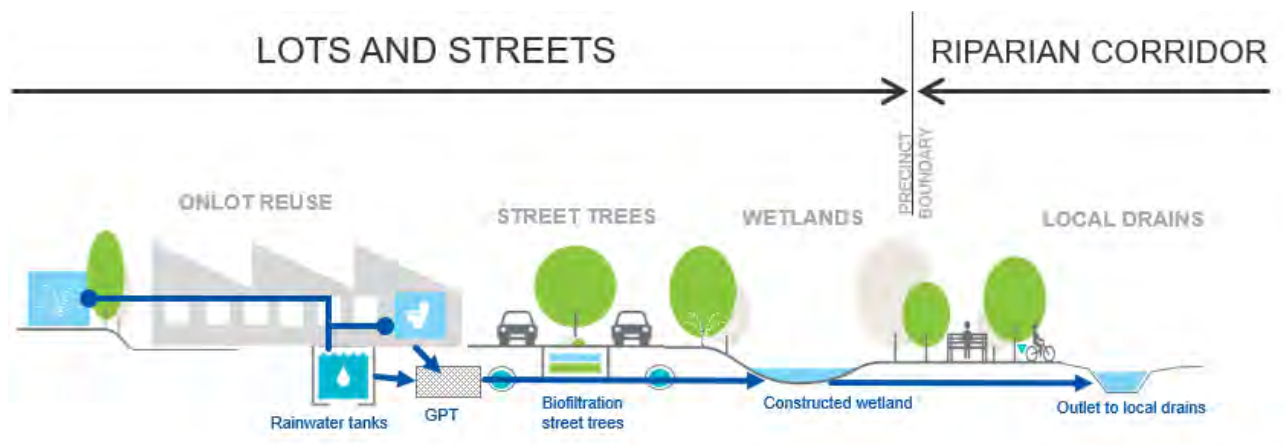 LOTS AND STREETS
RIPARIAN CORRIDOR
PRECINCT
BOUNDARY
ONLOT REUSE
STREET TREES
WETLANDS
LOCAL DRAINS
Rainwater tanks
GPT
Biofiltration
street trees
Constructed wetland
Outlet to local drains